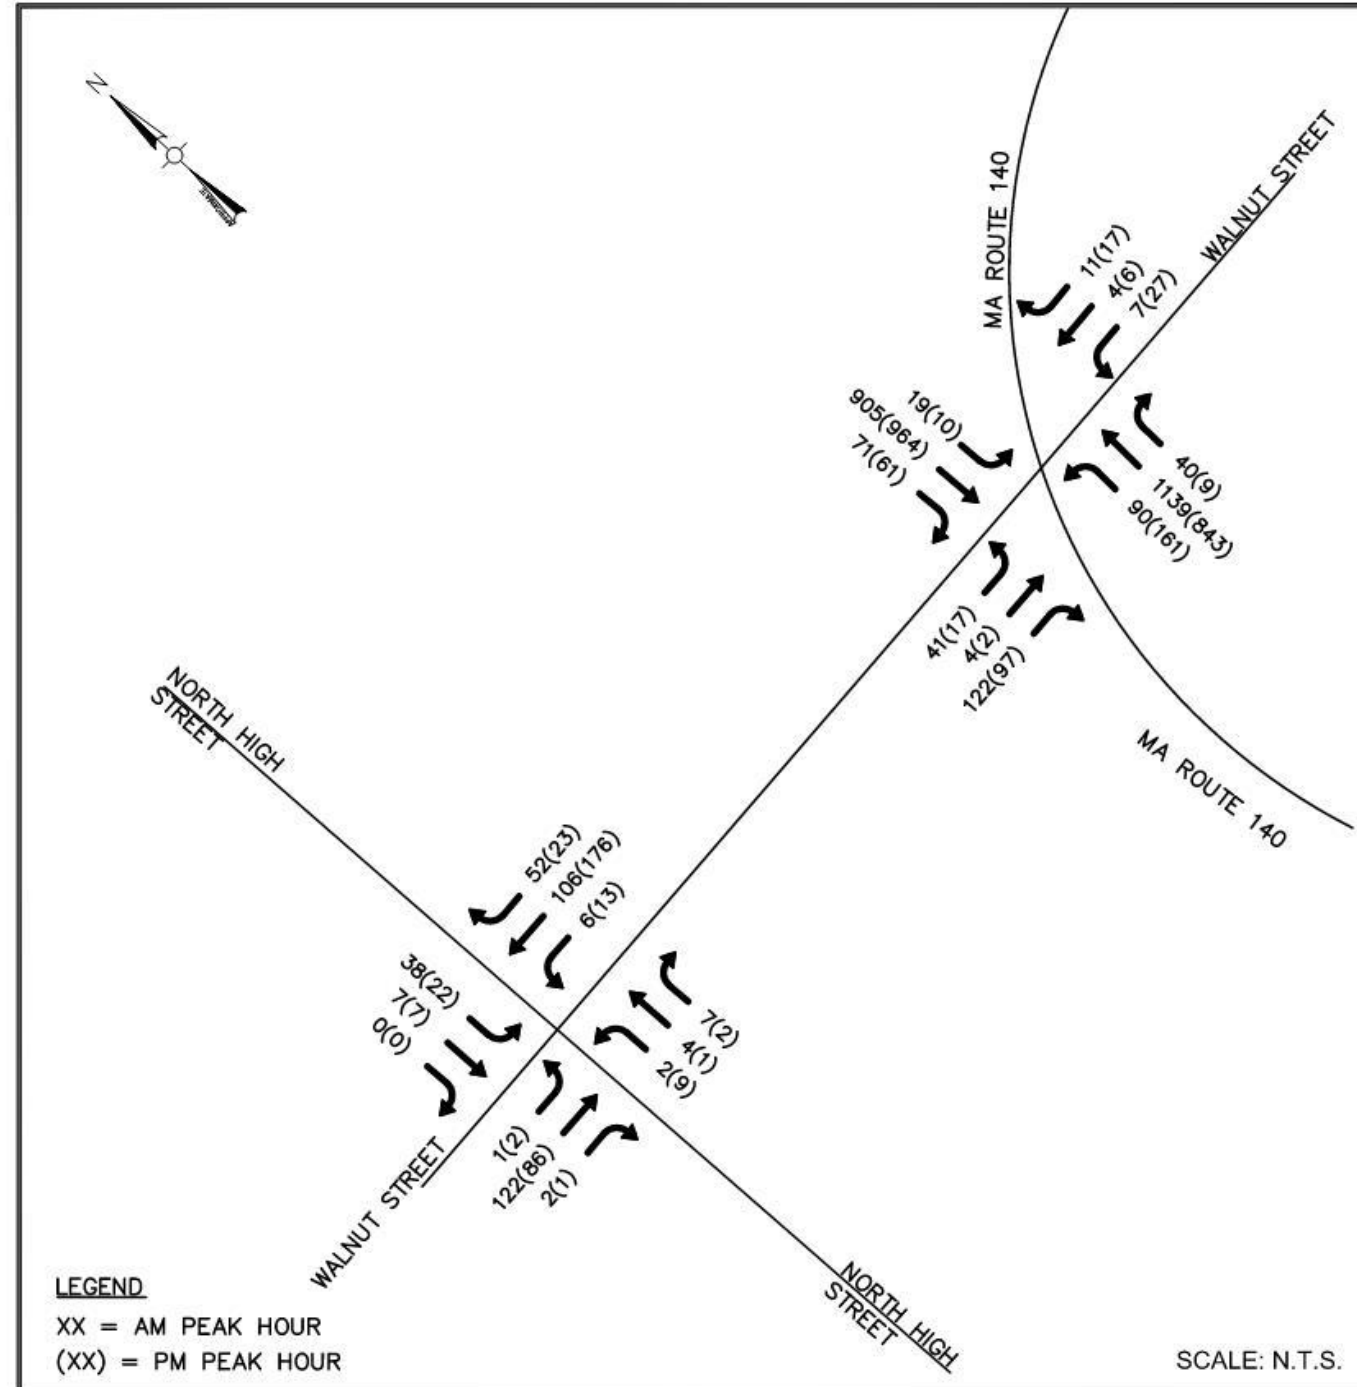 N
MA ROUTE 140
WALNUT STREET
11(17)
4(6)
7(27)
19(10)
905(964)
71(61)
40(9)
1139(843)
90(161)
41(17)
4(2)
122(97)
MA ROUTE 140
NORTH HIGH
STREET
52(23)
106(176)
6(13)
38(22)
7(7)
0(0)
7(2)
4(1)
2(9)
1(2)
122(86)
2(1)
WALNUT STREET
NORTH HIGH
STREET
LEGEND
XX = AM PEAK HOUR
(XX) = PM PEAK HOUR
SCALE: N.T.S.